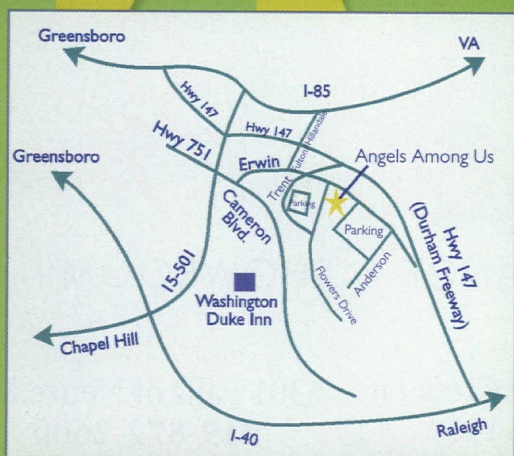 Greensboro
VA
I-85
Hwy 147
Hwy 147
Hwy 751
Fulton
Hillandale
Greensboro
Erwin
Angels Among Us
Trent
Parking
Cameron
Blvd.
Parking
Hwy 147
(Durham Freeway)
15-501
Flowers Drive
Anderson
Washington
Duke Inn
Chapel Hill
I-40
Raleigh